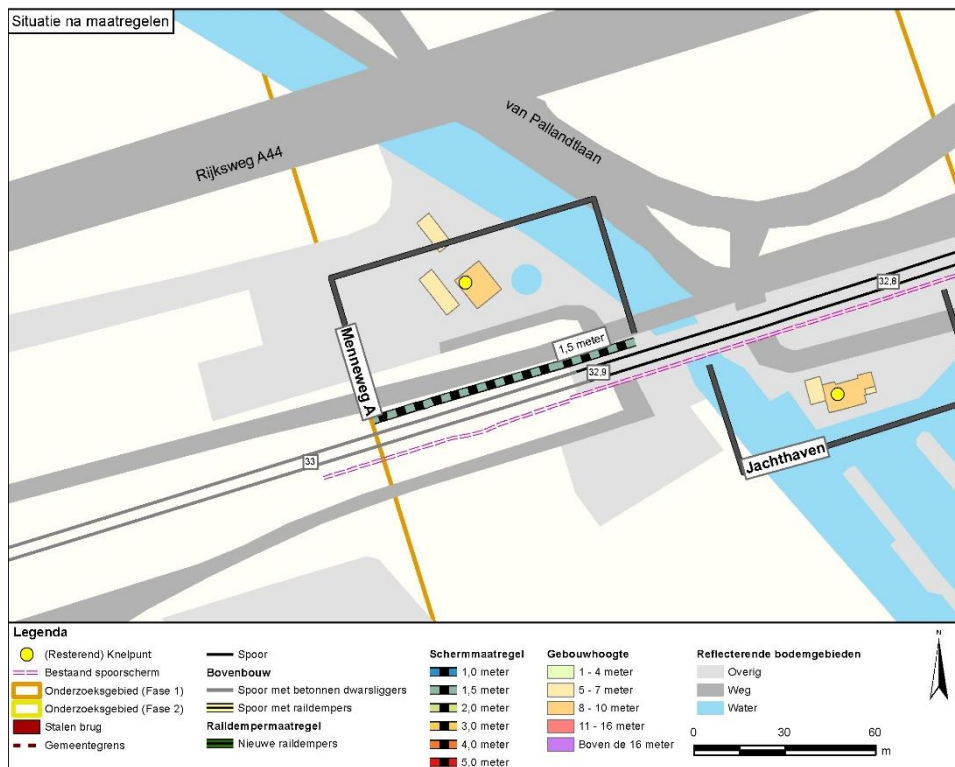 Situatie na maatregelen
Rijksweg A44
van Pallandtlaan
Menneweg A
1,5 meter
32,8
32,9
33
Jachthaven
Legenda
(Resterend) Knelpunt
Bestaand spoorscherm
Onderzoeksgebied (Fase 1)
Onderzoeksgebied (Fase 2)
Stalen brug
Gemeentegrens
Spoor
Bovenbouw
Spoor met betonnen dwarsliggers
Spoor met raildempers
Raildempermaatregel
Nieuwe raildempers
Schermmaatregel
1,0 meter
1,5 meter
2,0 meter
3,0 meter
4,0 meter
5,0 meter
Gebouwhoogte
1 - 4 meter
5 - 7 meter
8 - 10 meter
11 - 16 meter
Boven de 16 meter
Reflecterende bodemgebieden
Overig
Weg
Water
N
0 30 60
m